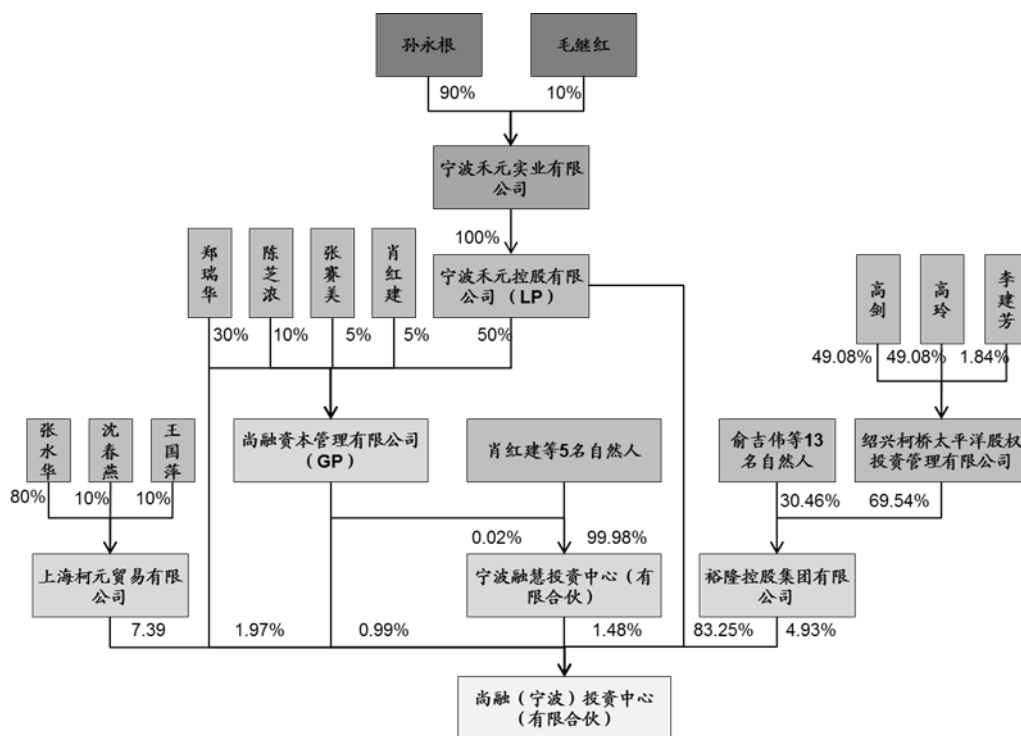 孙永根
毛继红
90%
10%
宁波禾元实业有限
公司
100%
郑瑞华
陈芝浓
张赛美
肖红建
宁波禾元控股有限
公司（LP）
高剑
高玲
李建芳
30%
10%
5%
5%
50%
49.08%
49.08%
1.84%
张水华
沈春燕
王国萍
尚融资本管理有限公司
（GP）
肖红建等5名自然人
俞吉伟等13
名自然人
绍兴柯桥太平洋股权
投资管理有限公司
80%
10%
10%
30.46%
69.54%
0.02%
99.98%
上海柯元贸易有限
公司
宁波融慧投资中心（有
限合伙）
裕隆控股集团有限
公司
7.39
1.97%
0.99%
1.48%
83.25%
4.93%
尚融（宁波）投资中心
（有限合伙）